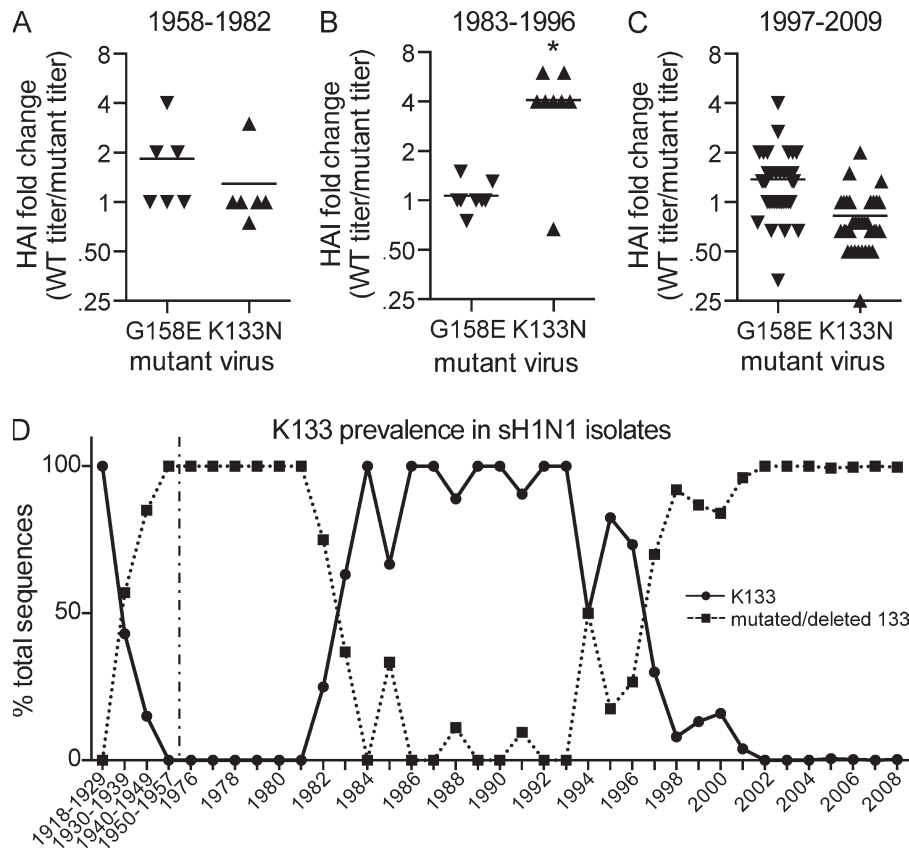 A
1958-1982
HAI fold change
(WT titer/mutant titer)
8
4
2
1
.50
.25
G158E K133N
mutant virus
B
1983-1996
*
HAI fold change
(WT titer/mutant titer)
8
4
2
1
.50
.25
G158E K133N
mutant virus
C
1997-2009
HAI fold change
(WT titer/mutant titer)
8
4
2
1
.50
.25
G158E K133N
mutant virus
D
K133 prevalence in sH1N1 isolates
% total sequences
100
50
0
K133
mutated/deleted 133
1918-1929
1930-1939
1940-1949
1950-1957
1976
1978
1980
1982
1984
1986
1988
1990
1992
1994
1996
1998
2000
2002
2004
2006
2008